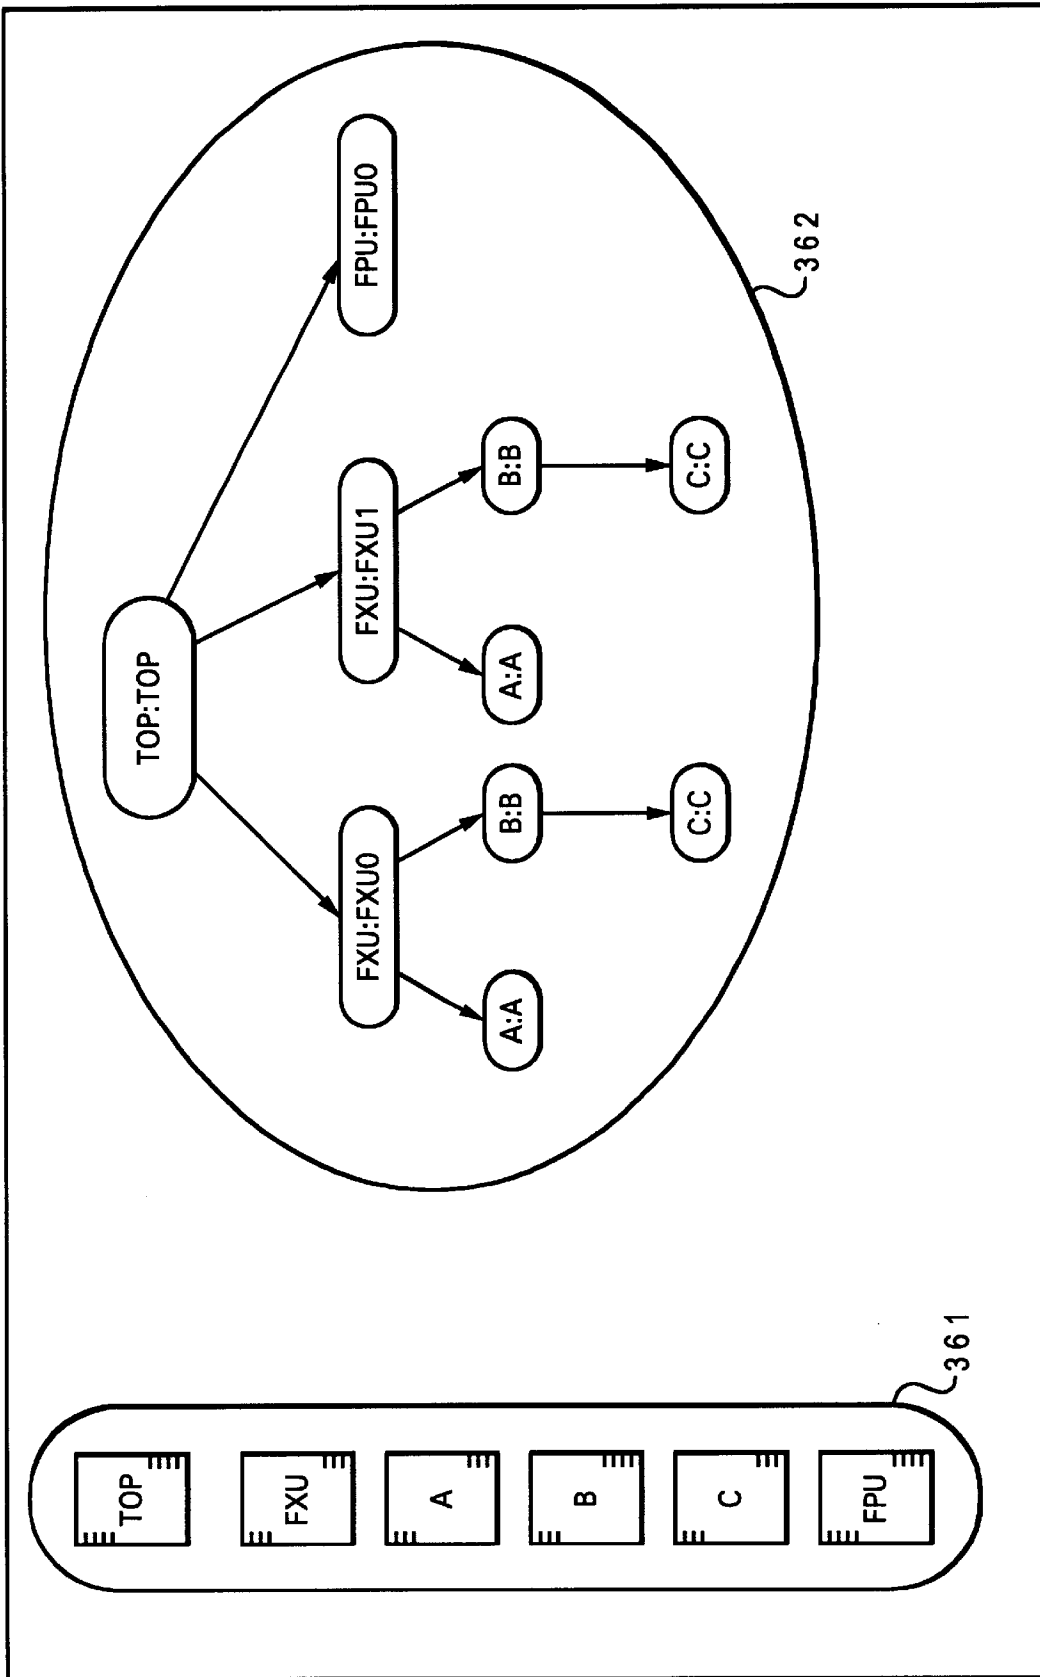 TOP
FXU
A
B
C
FPU
361
TOP:TOP
FXU:FXU0
FXU:FXU1
FPU:FPU0
A:A
B:B
A:A
B:B
C:C
C:C
362